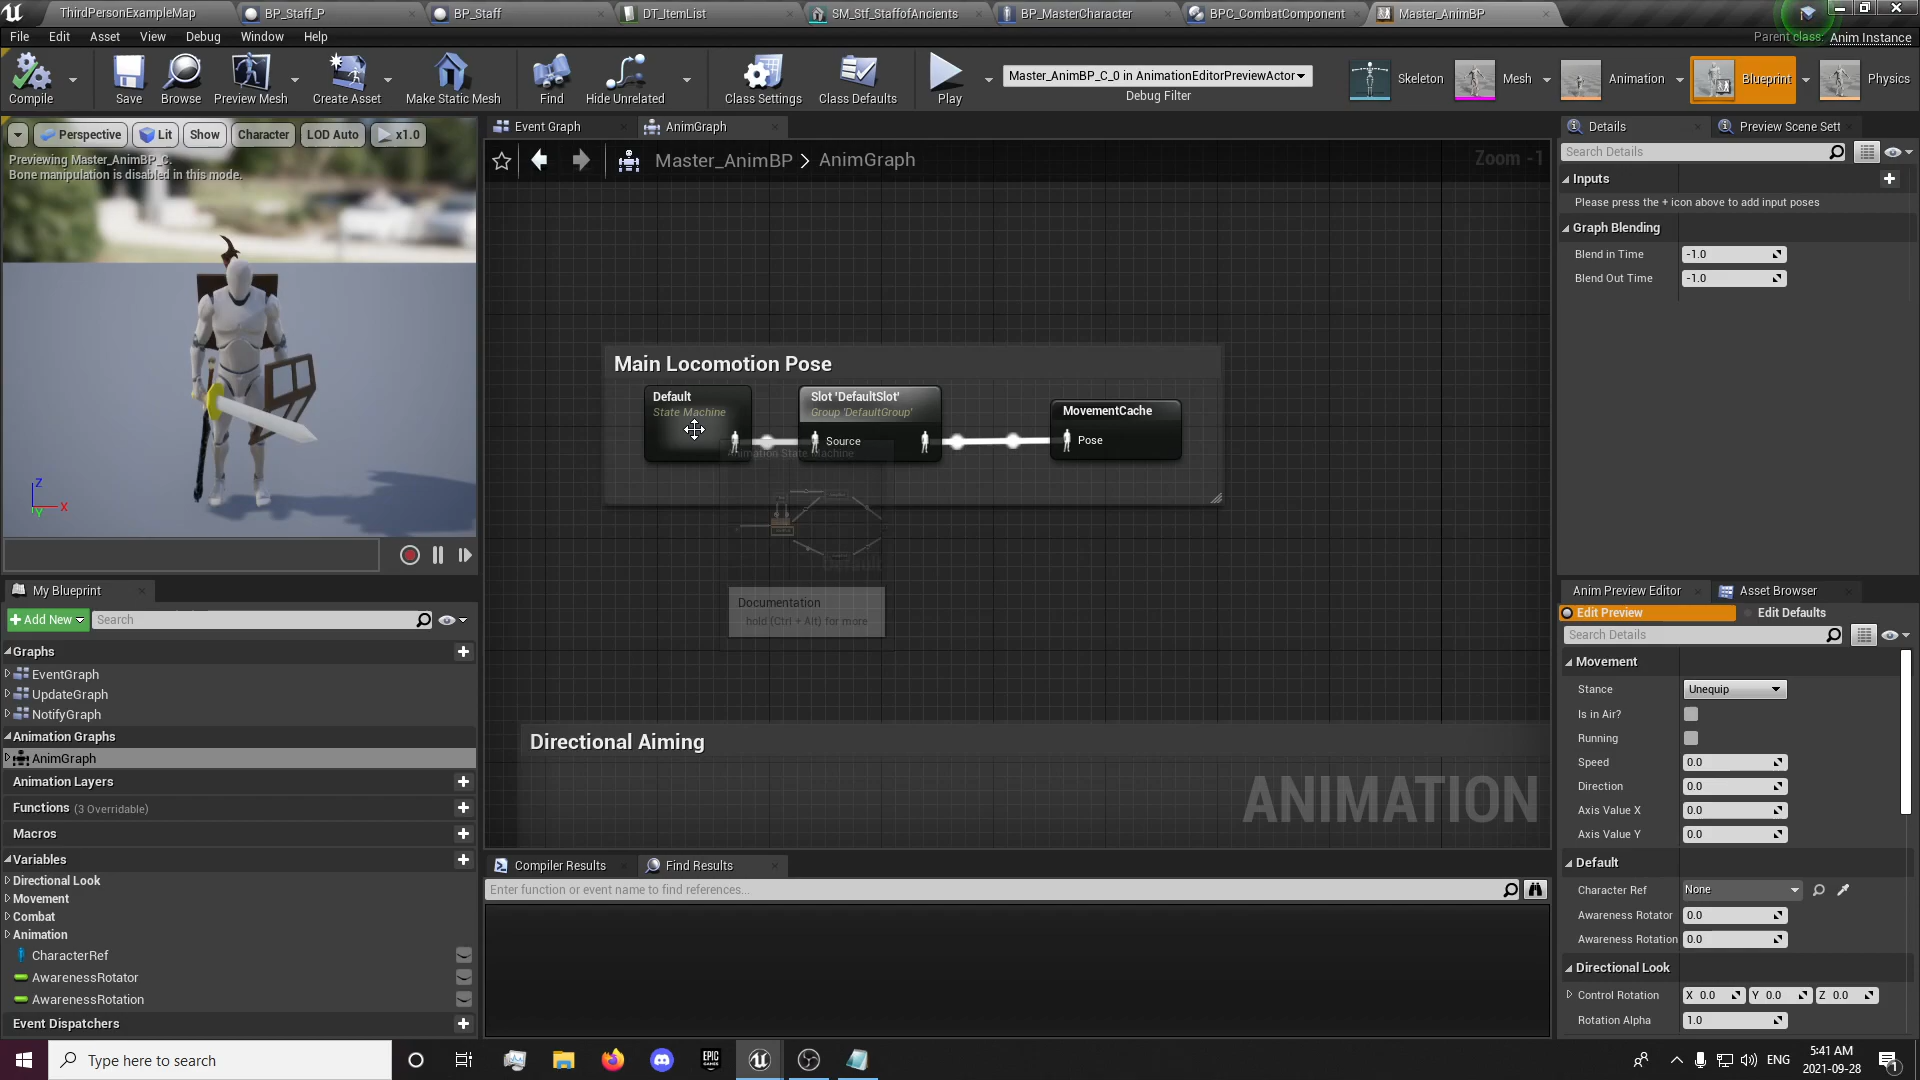 ThirdPersonExampleMap
BP_Staff_P
BP_Staff
DT_ItemList
SM_Stf_StaffofAncients
BP_MasterCharacter
BPC_CombatComponent
Master_AnimBP
File Edit Asset View Debug Window Help
Parent class: Anim Instance
Compile
Save
Browse
Preview Mesh
Create Asset
Make Static Mesh
Find
Hide Unrelated
Class Settings
Class Defaults
Play
Master_AnimBP_C_0 in AnimationEditorPreviewActor
Debug Filter
Skeleton
Mesh
Animation
Blueprint
Physics
Perspective
Lit
Show
Character
LOD Auto
x1.0
Previewing Master_AnimBP_C.
Bone manipulation is disabled in this mode.
Z
X
Y
Event Graph
AnimGraph
Master_AnimBP > AnimGraph
Zoom -1
Main Locomotion Pose
Default
State Machine
Slot 'DefaultSlot'
Group 'DefaultGroup'
Source
MovementCache
Pose
Animation State Machine
Default
Documentation
hold (Ctrl + Alt) for more
Directional Aiming
ANIMATION
Compiler Results
Find Results
Enter function or event name to find references...
My Blueprint
Add New
Search
Graphs
EventGraph
UpdateGraph
NotifyGraph
Animation Graphs
AnimGraph
Animation Layers
Functions (3 Overridable)
Macros
Variables
Directional Look
Movement
Combat
Animation
CharacterRef
AwarenessRotator
AwarenessRotation
Event Dispatchers
Details
Preview Scene Sett
Search Details
Inputs
Please press the + icon above to add input poses
Graph Blending
Blend in Time -1.0
Blend Out Time -1.0
Anim Preview Editor
Asset Browser
Edit Preview
Edit Defaults
Search Details
Movement
Stance Unequip
Is in Air?
Running
Speed 0.0
Direction 0.0
Axis Value X 0.0
Axis Value Y 0.0
Default
Character Ref None
Awareness Rotator 0.0
Awareness Rotation 0.0
Directional Look
Control Rotation X 0.0 Y 0.0 Z 0.0
Rotation Alpha 1.0
Type here to search
EPIC GAMES
ENG
5:41 AM
2021-09-28
1